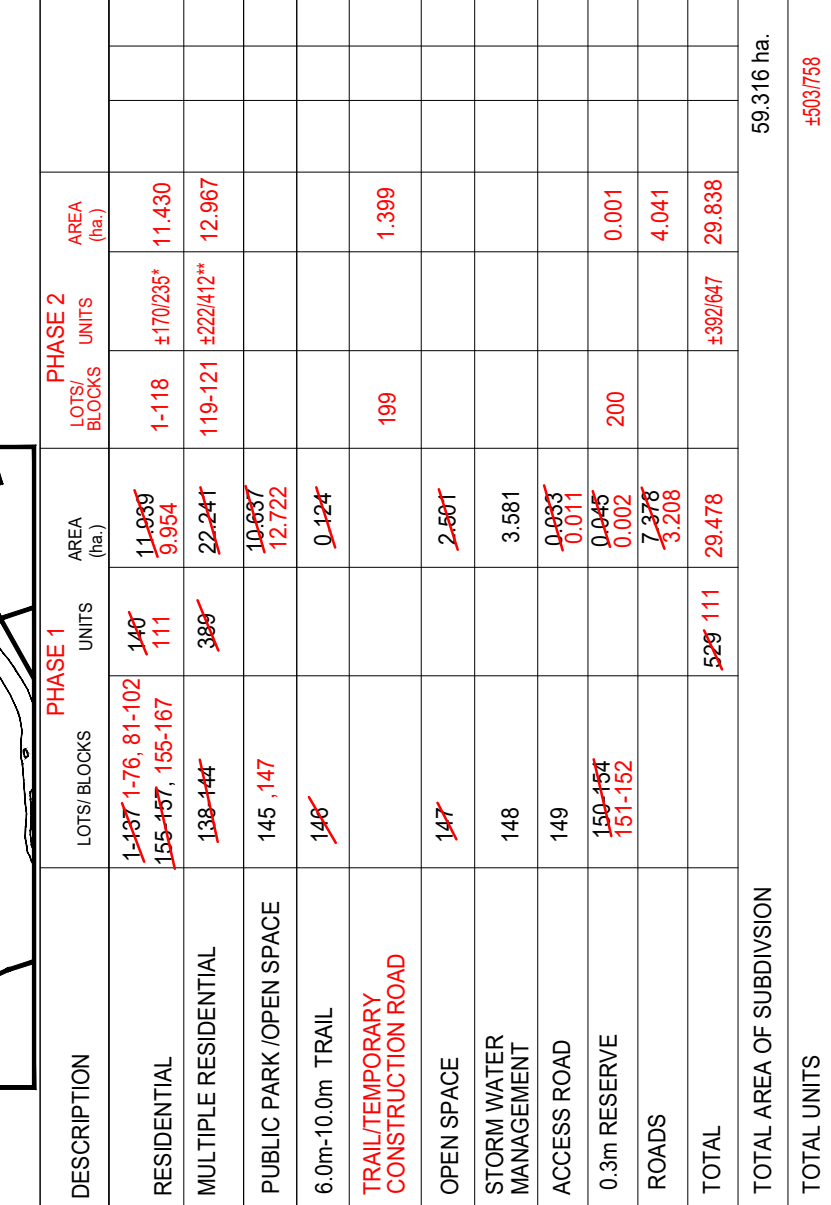 PHASE 1 PHASE 2
DESCRIPTION LOTS/ BLOCKS UNITS AREA (ha.) LOTS/ BLOCKS UNITS AREA (ha.)
RESIDENTIAL 1-137 1-76, 81-102 140 11.939 1-118 ±170/235* 11.430
155-157, 155-167 111 9.954
MULTIPLE RESIDENTIAL 138-144 389 22.241 119-121 ±222/412** 12.967
PUBLIC PARK /OPEN SPACE 145 ,147 10.637
12.722
6.0m-10.0m TRAIL 146 0.124
TRAIL/TEMPORARY
CONSTRUCTION ROAD 199 1.399
OPEN SPACE 147 2.501
STORM WATER
MANAGEMENT 148 3.581
ACCESS ROAD 149 0.033
0.011
0.3m RESERVE 150-154 0.045 200 0.001
151-152 0.002
ROADS 7.378 4.041
3.208
TOTAL 529 111 29.478 ±392/647 29.838
TOTAL AREA OF SUBDIVSION 59.316 ha.
TOTAL UNITS ±503/758